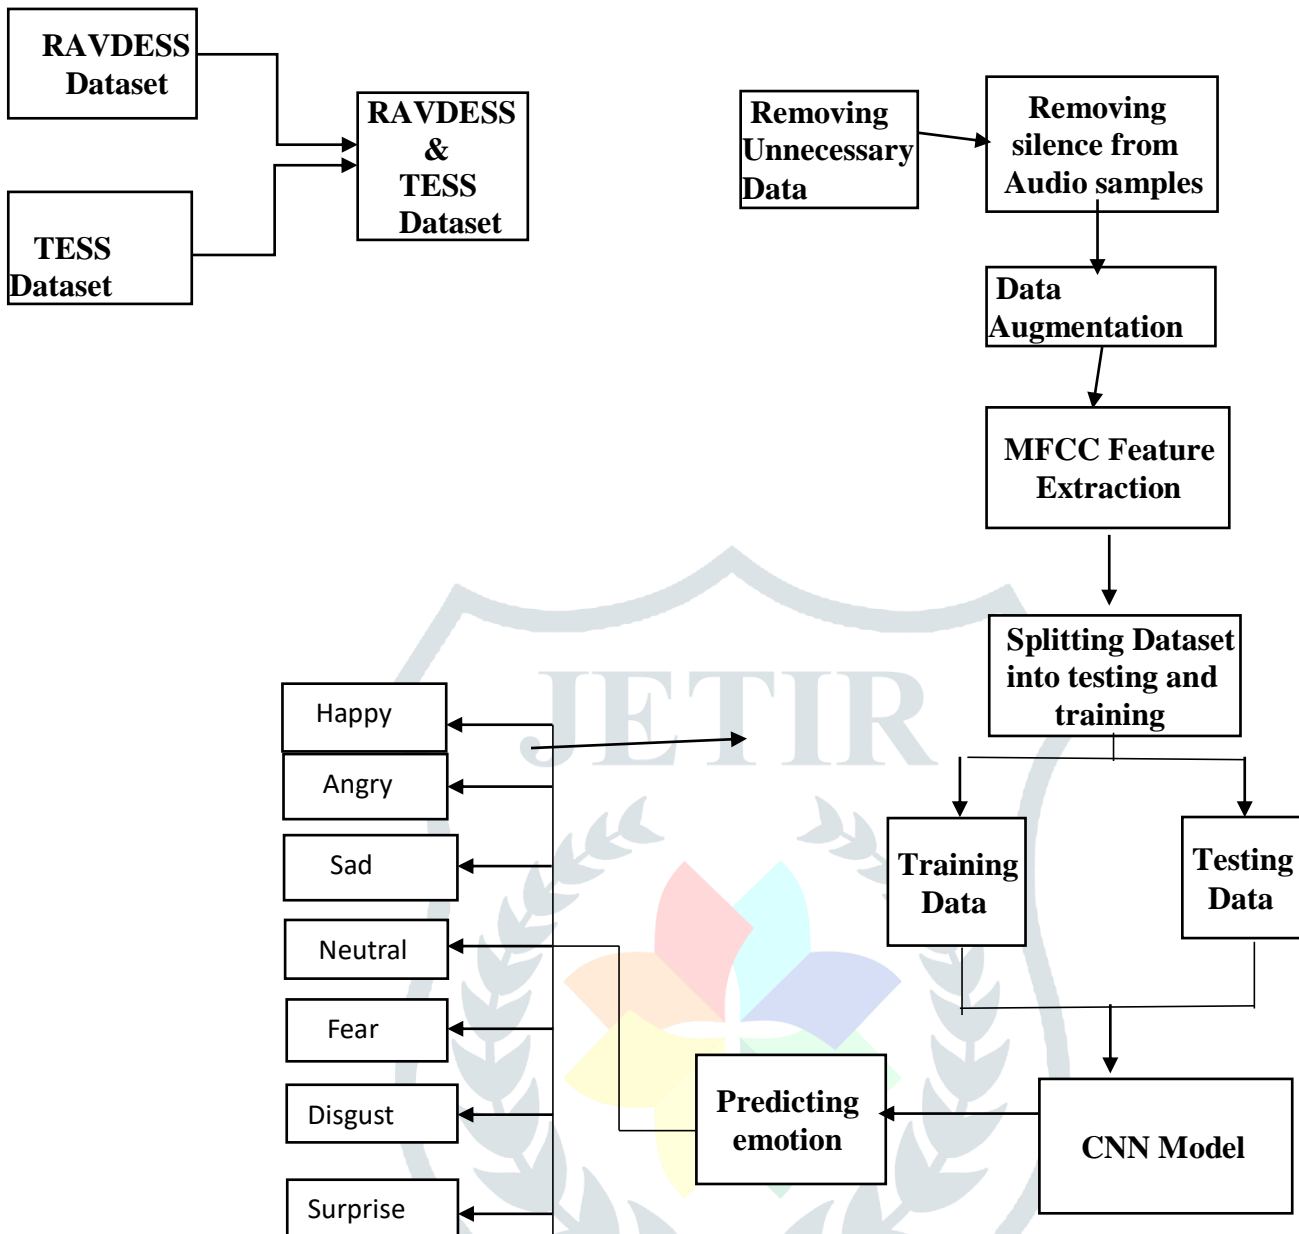 RAVDESS
Dataset
TESS
Dataset
RAVDESS
&
TESS
Dataset
Removing
Unnecessary
Data
Removing
silence from
Audio samples
Data
Augmentation
MFCC Feature
Extraction
Splitting Dataset
into testing and
training
Training
Data
Testing
Data
CNN Model
Predicting
emotion
Happy
Angry
Sad
Neutral
Fear
Disgust
Surprise
JETIR